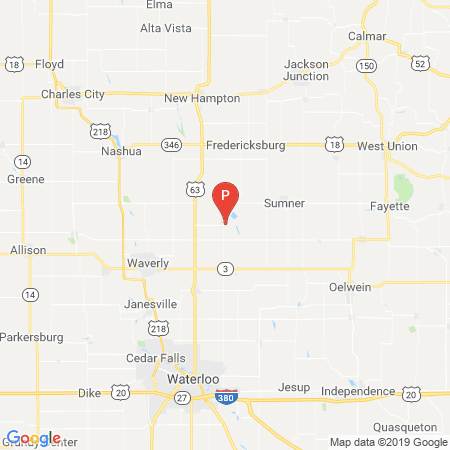 Elma
Alta Vista
Calmar
18
Floyd
Jackson
Junction
150
52
Charles City
New Hampton
218
346
Fredericksburg
18
West Union
Nashua
14
Greene
63
P
Sumner
Fayette
Allison
Waverly
3
Oelwein
14
Janesville
218
Parkersburg
Cedar Falls
Waterloo
Dike
20
27
380
Jesup
Independence
20
Quasqueton
Google
Map data ©2019 Google